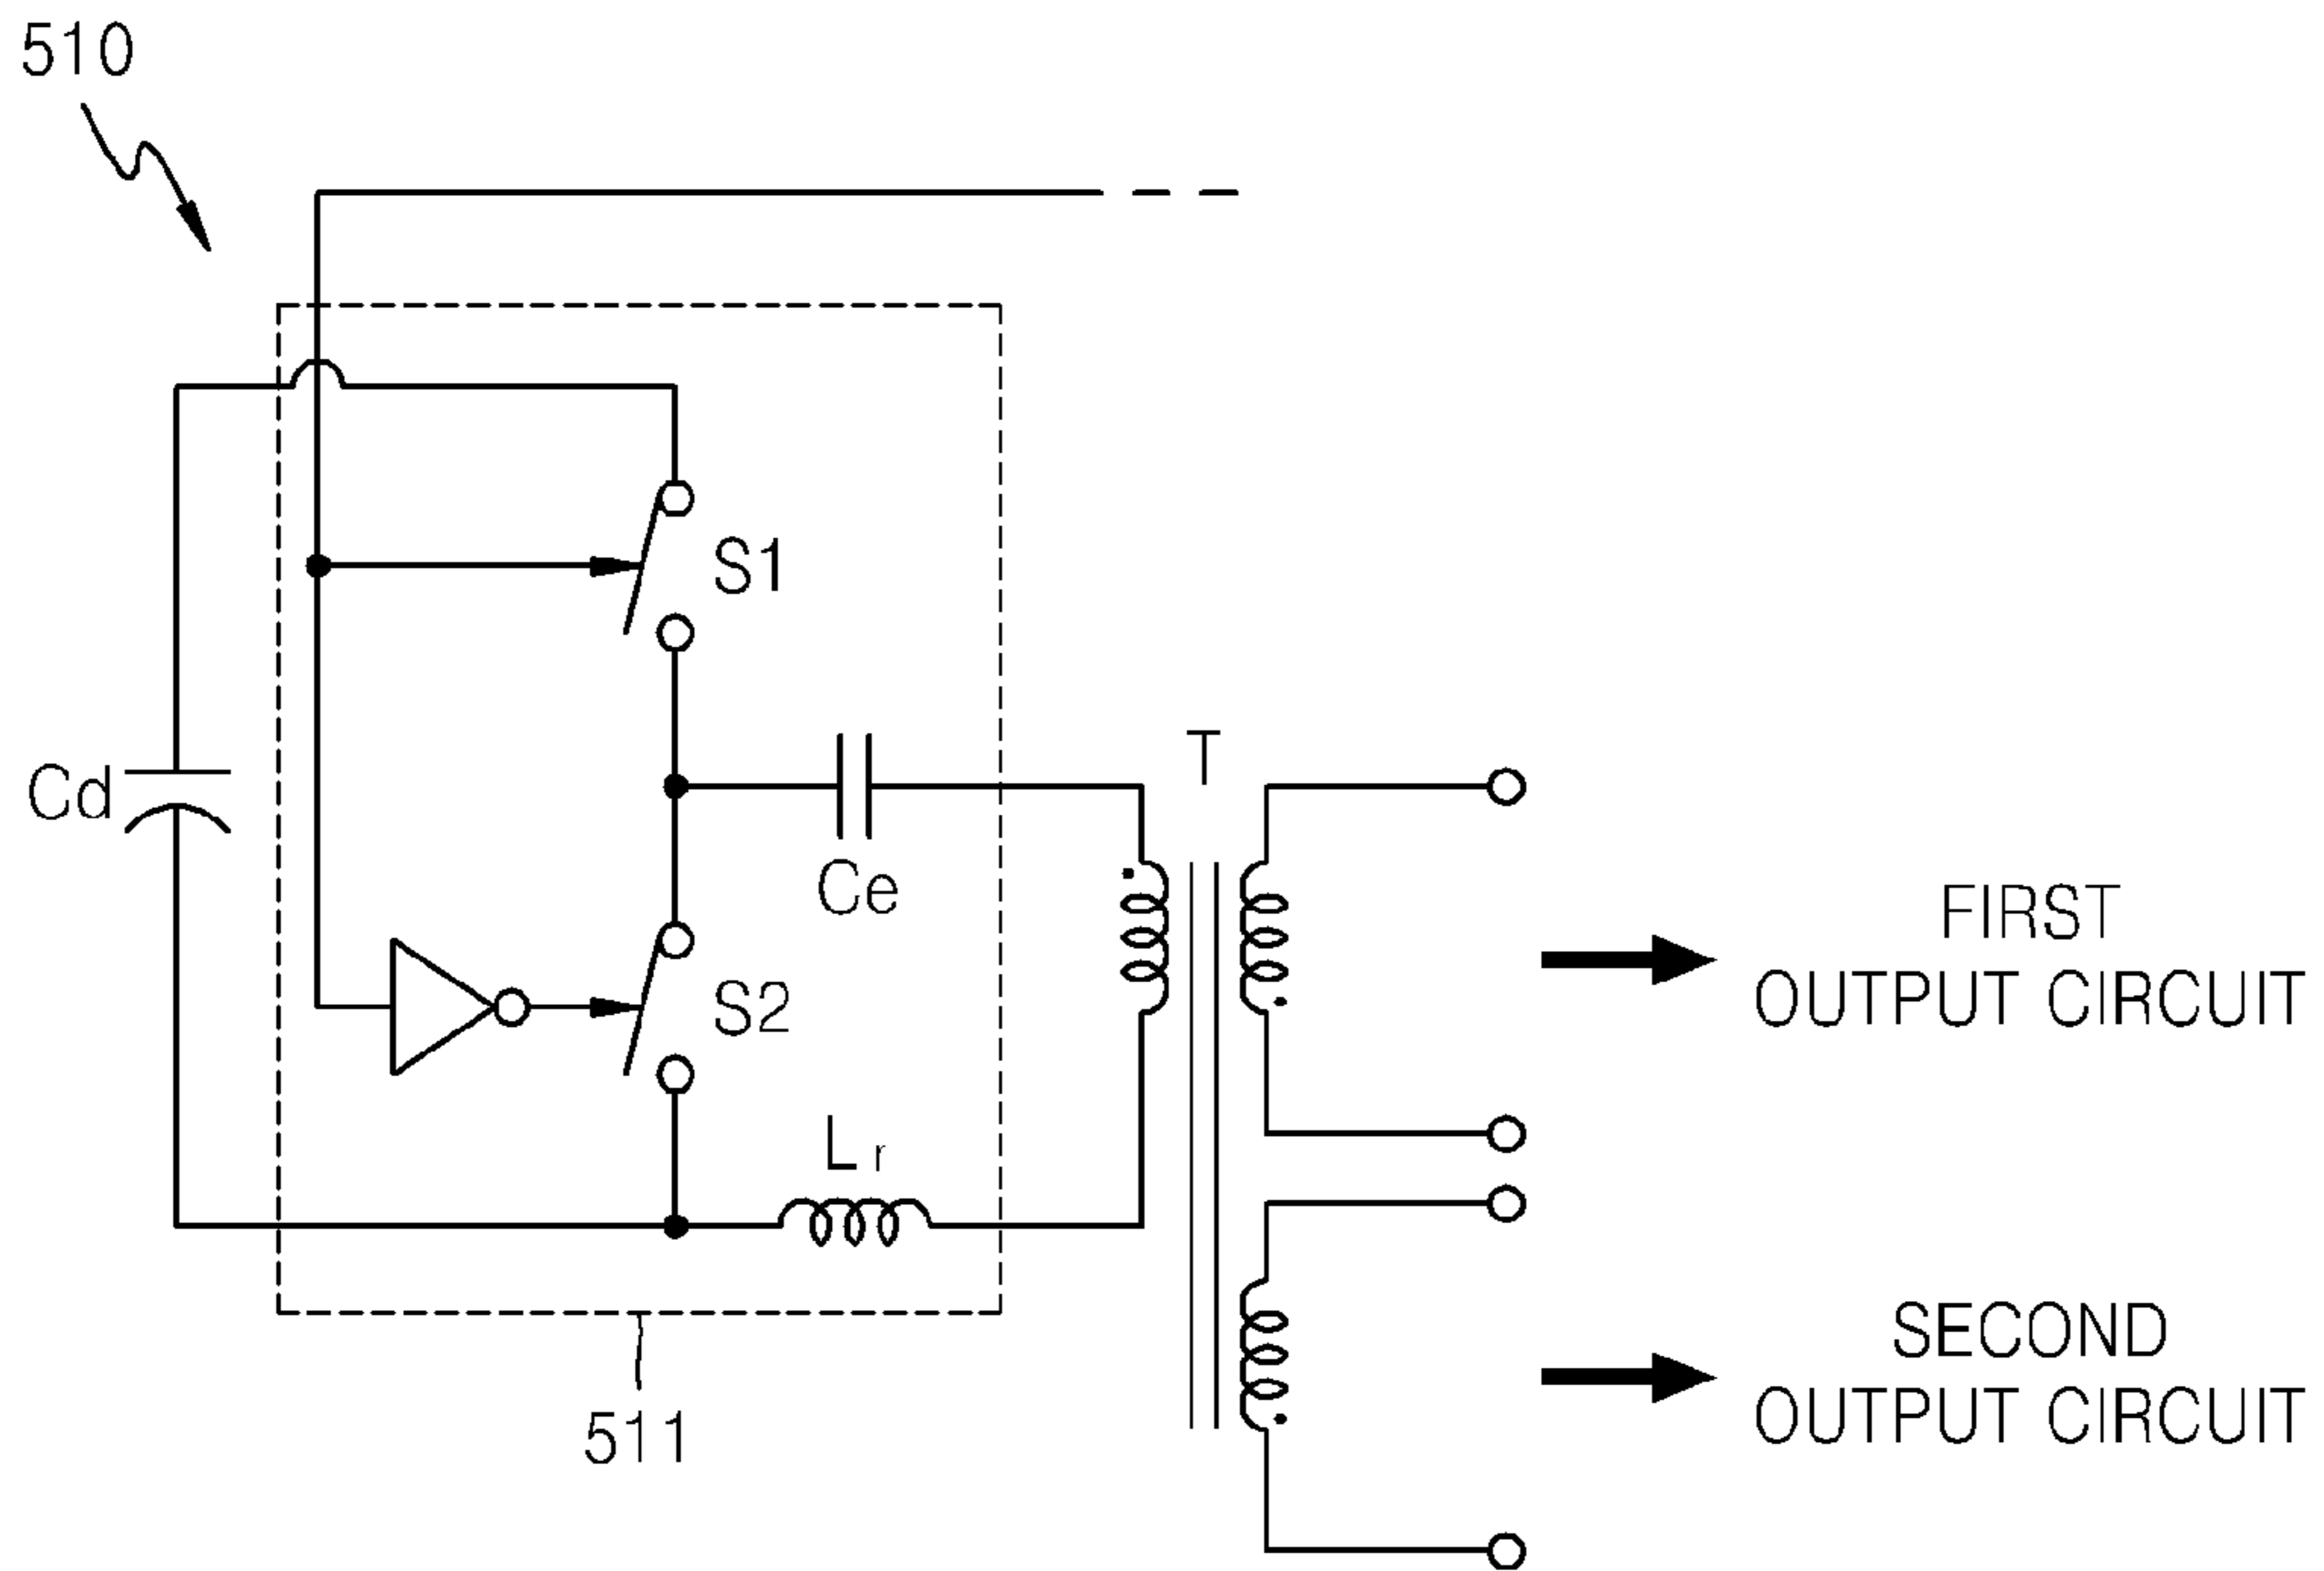 510
S1
T
Cd
Ce
FIRST
OUTPUT CIRCUIT
S2
Lr
SECOND
OUTPUT CIRCUIT
511